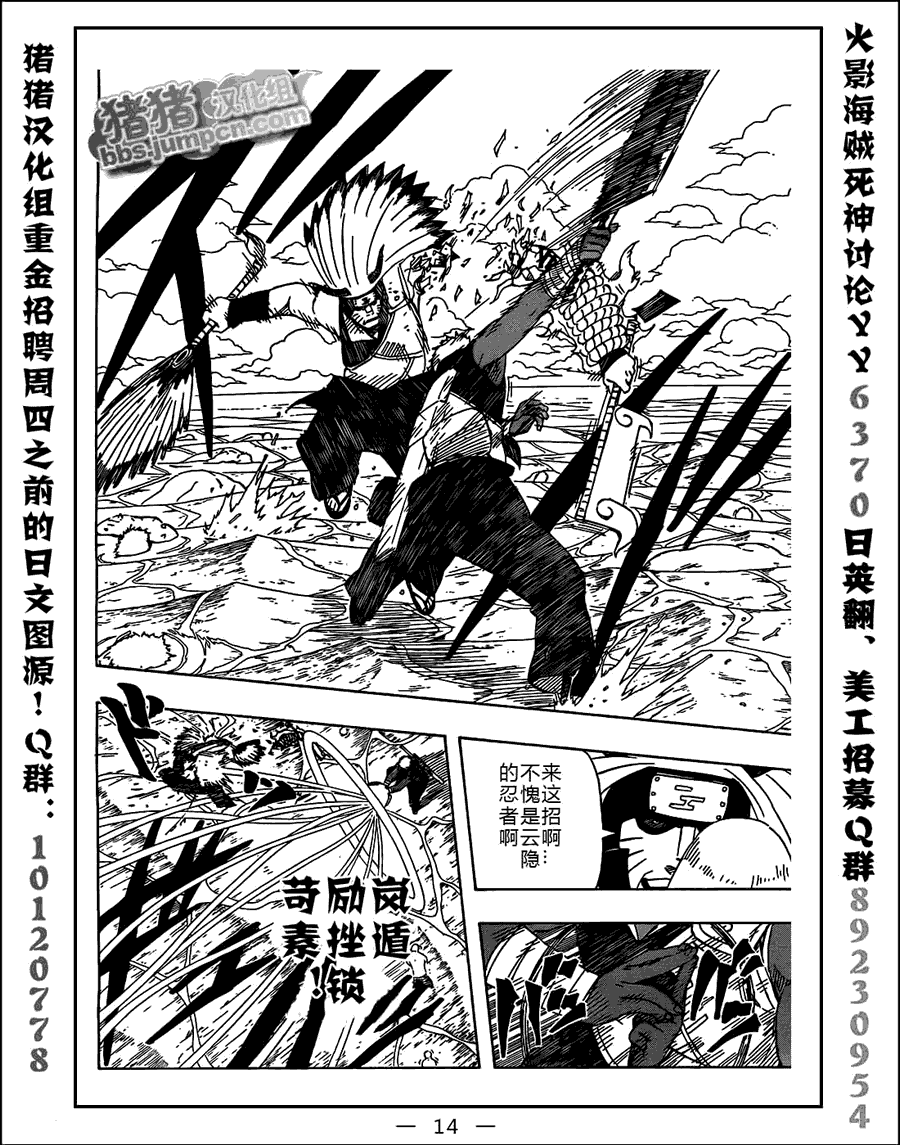 猪猪汉化组
bbs.jumpcn.com
火影海贼死神讨论YY6370日英翻、美工招募Q群89230954
猪猪汉化组重金招聘周四之前的日文图源！Q群：10120778
来这招啊…
不愧是云隐
的忍者啊
岚遁
励挫锁
苛素！
— 14 —